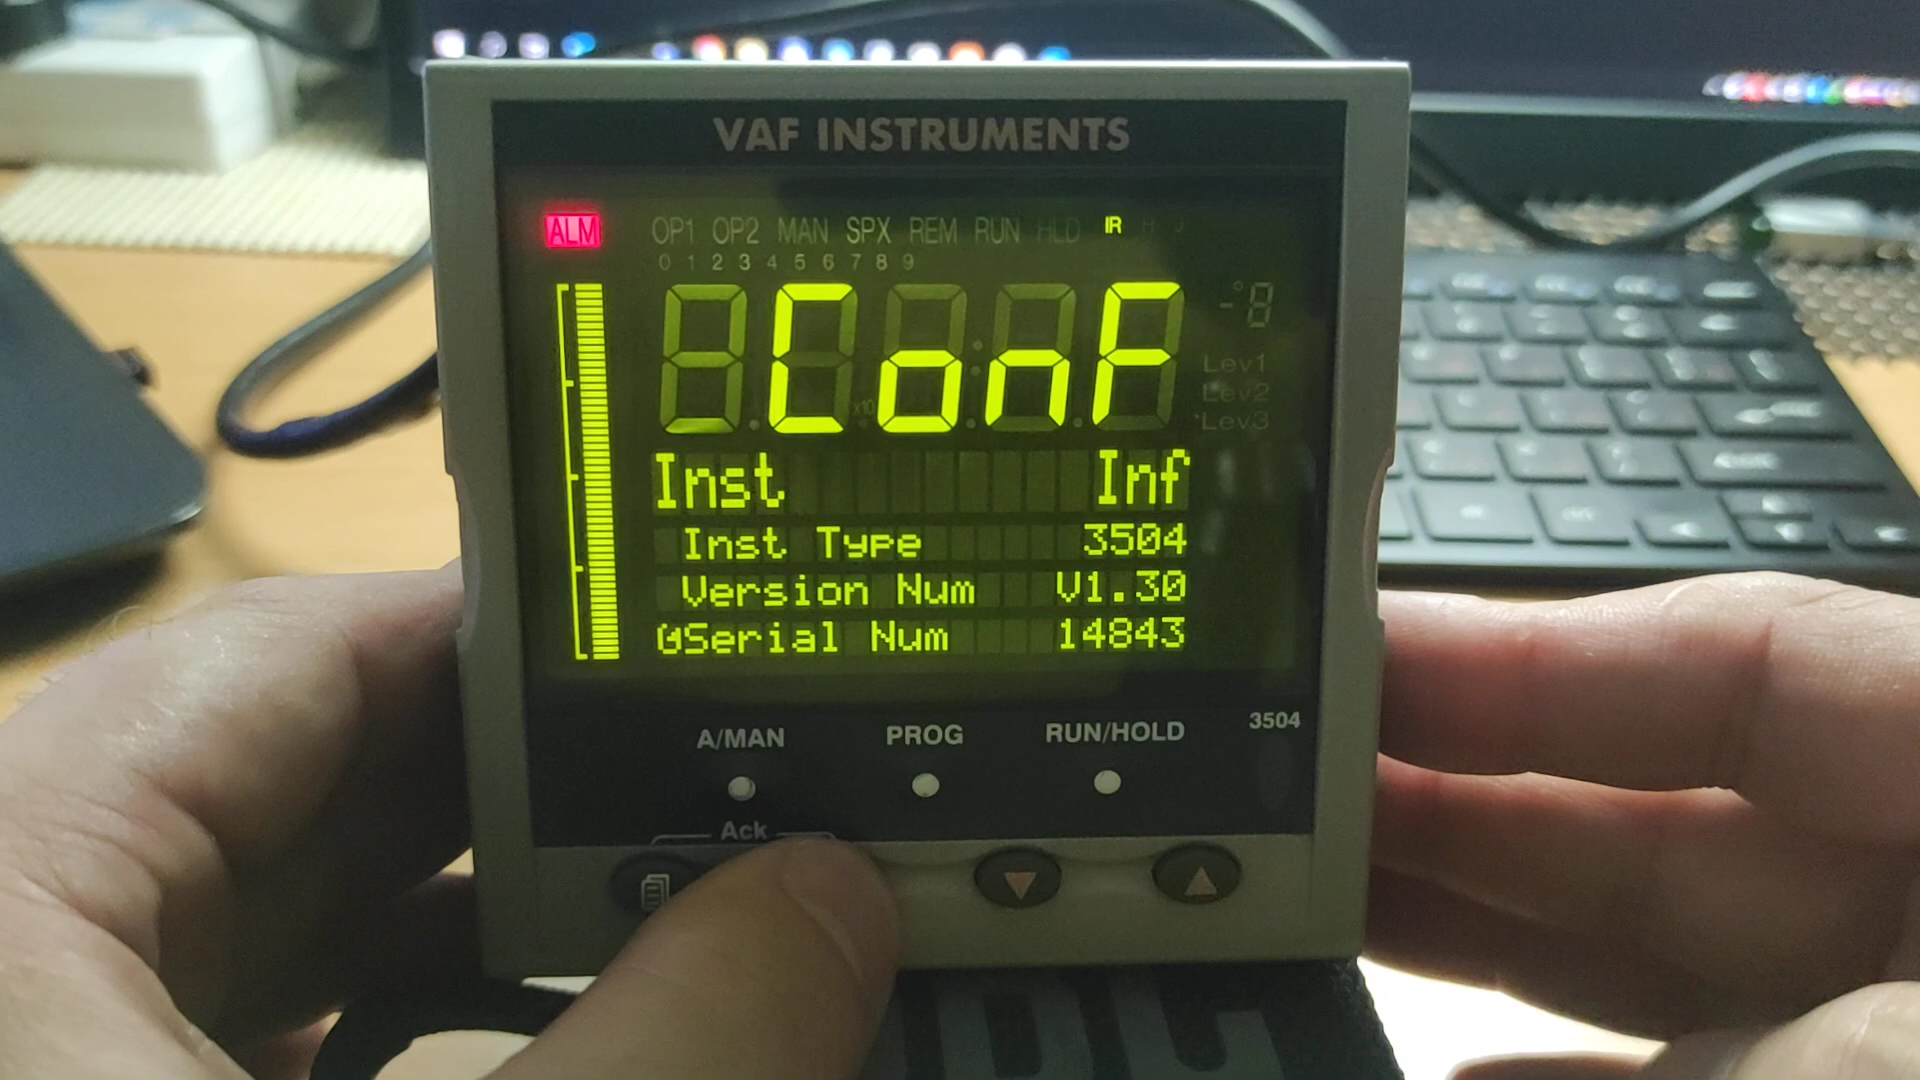 VAF INSTRUMENTS
ALM OP1 OP2 MAN SPX REM RUN HLD IR
0 1 2 3 4 5 6 7 8 9
ConF
Lev1
Lev2
Lev3
Inst Inf
Inst Type 3504
Version Num V1.30
Serial Num 14843
3504
A/MAN PROG RUN/HOLD
Ack